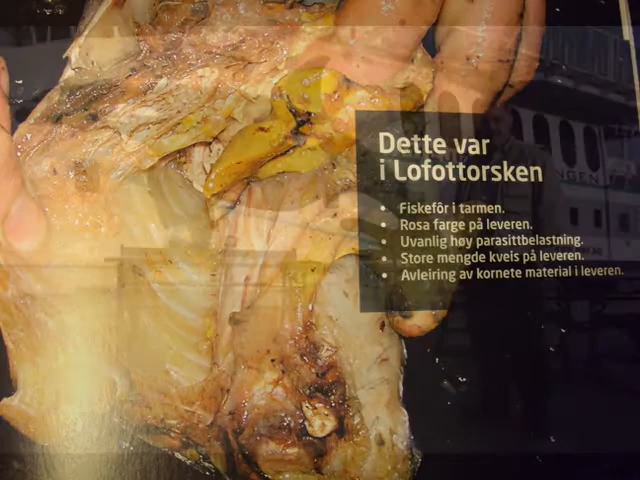 Dette var
i Lofottorsken
• Fiskefôr i tarmen.
• Rosa farge på leveren.
• Uvanlig høy parasittbelastning.
• Store mengde kveis på leveren.
• Avleiring av kornete material i leveren.